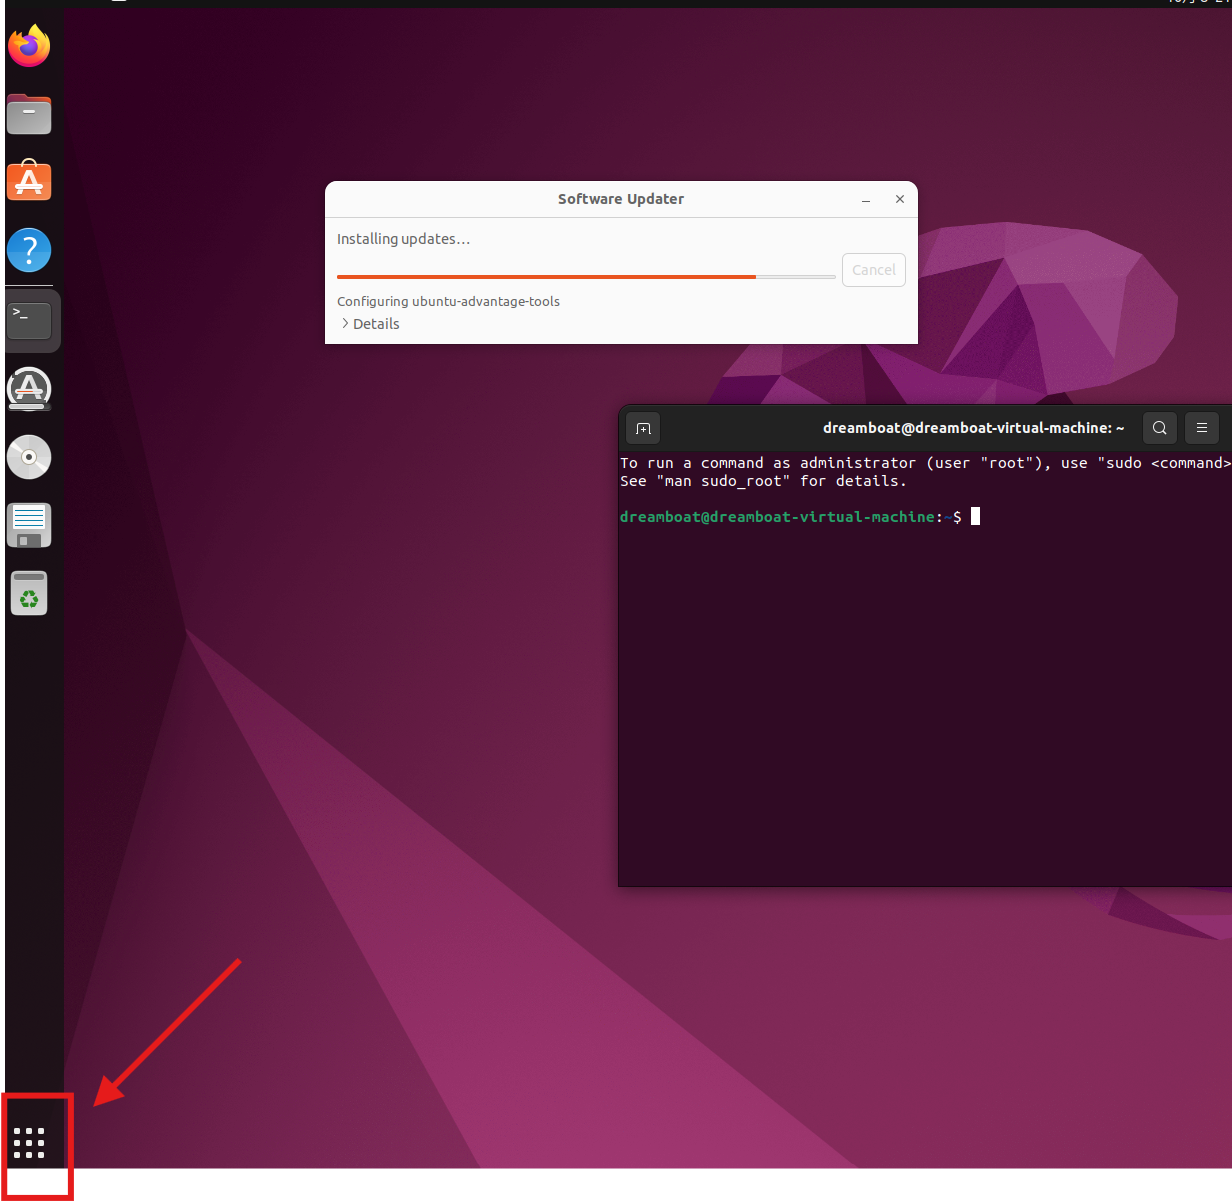 Software Updater
Installing updates...
Cancel
Configuring ubuntu-advantage-tools
Details
dreamboat@dreamboat-virtual-machine: ~
To run a command as administrator (user "root"), use "sudo <command>
See "man sudo_root" for details.
dreamboat@dreamboat-virtual-machine:~$